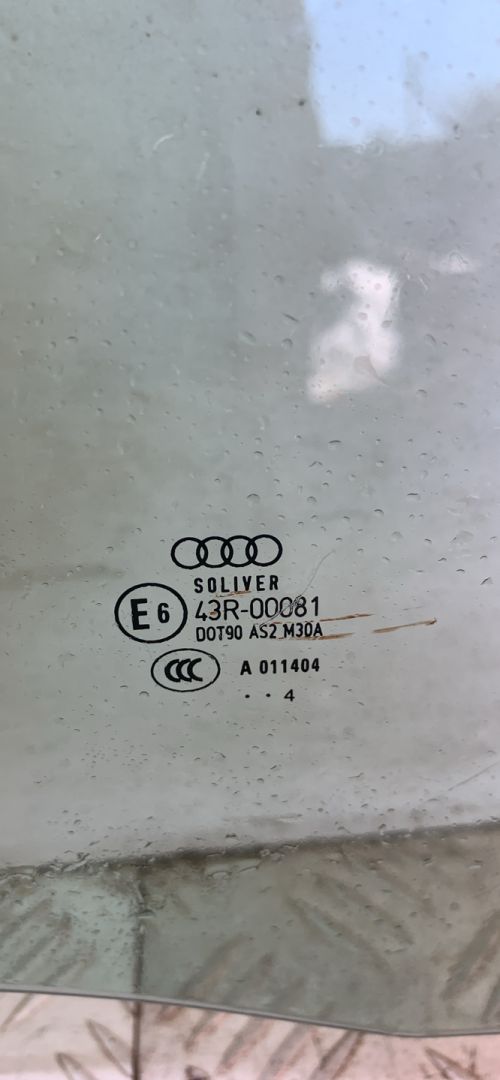 SOLIVER
E6 43R-00081
DOT90 AS2 M30A
CCC A 011404
. . 4